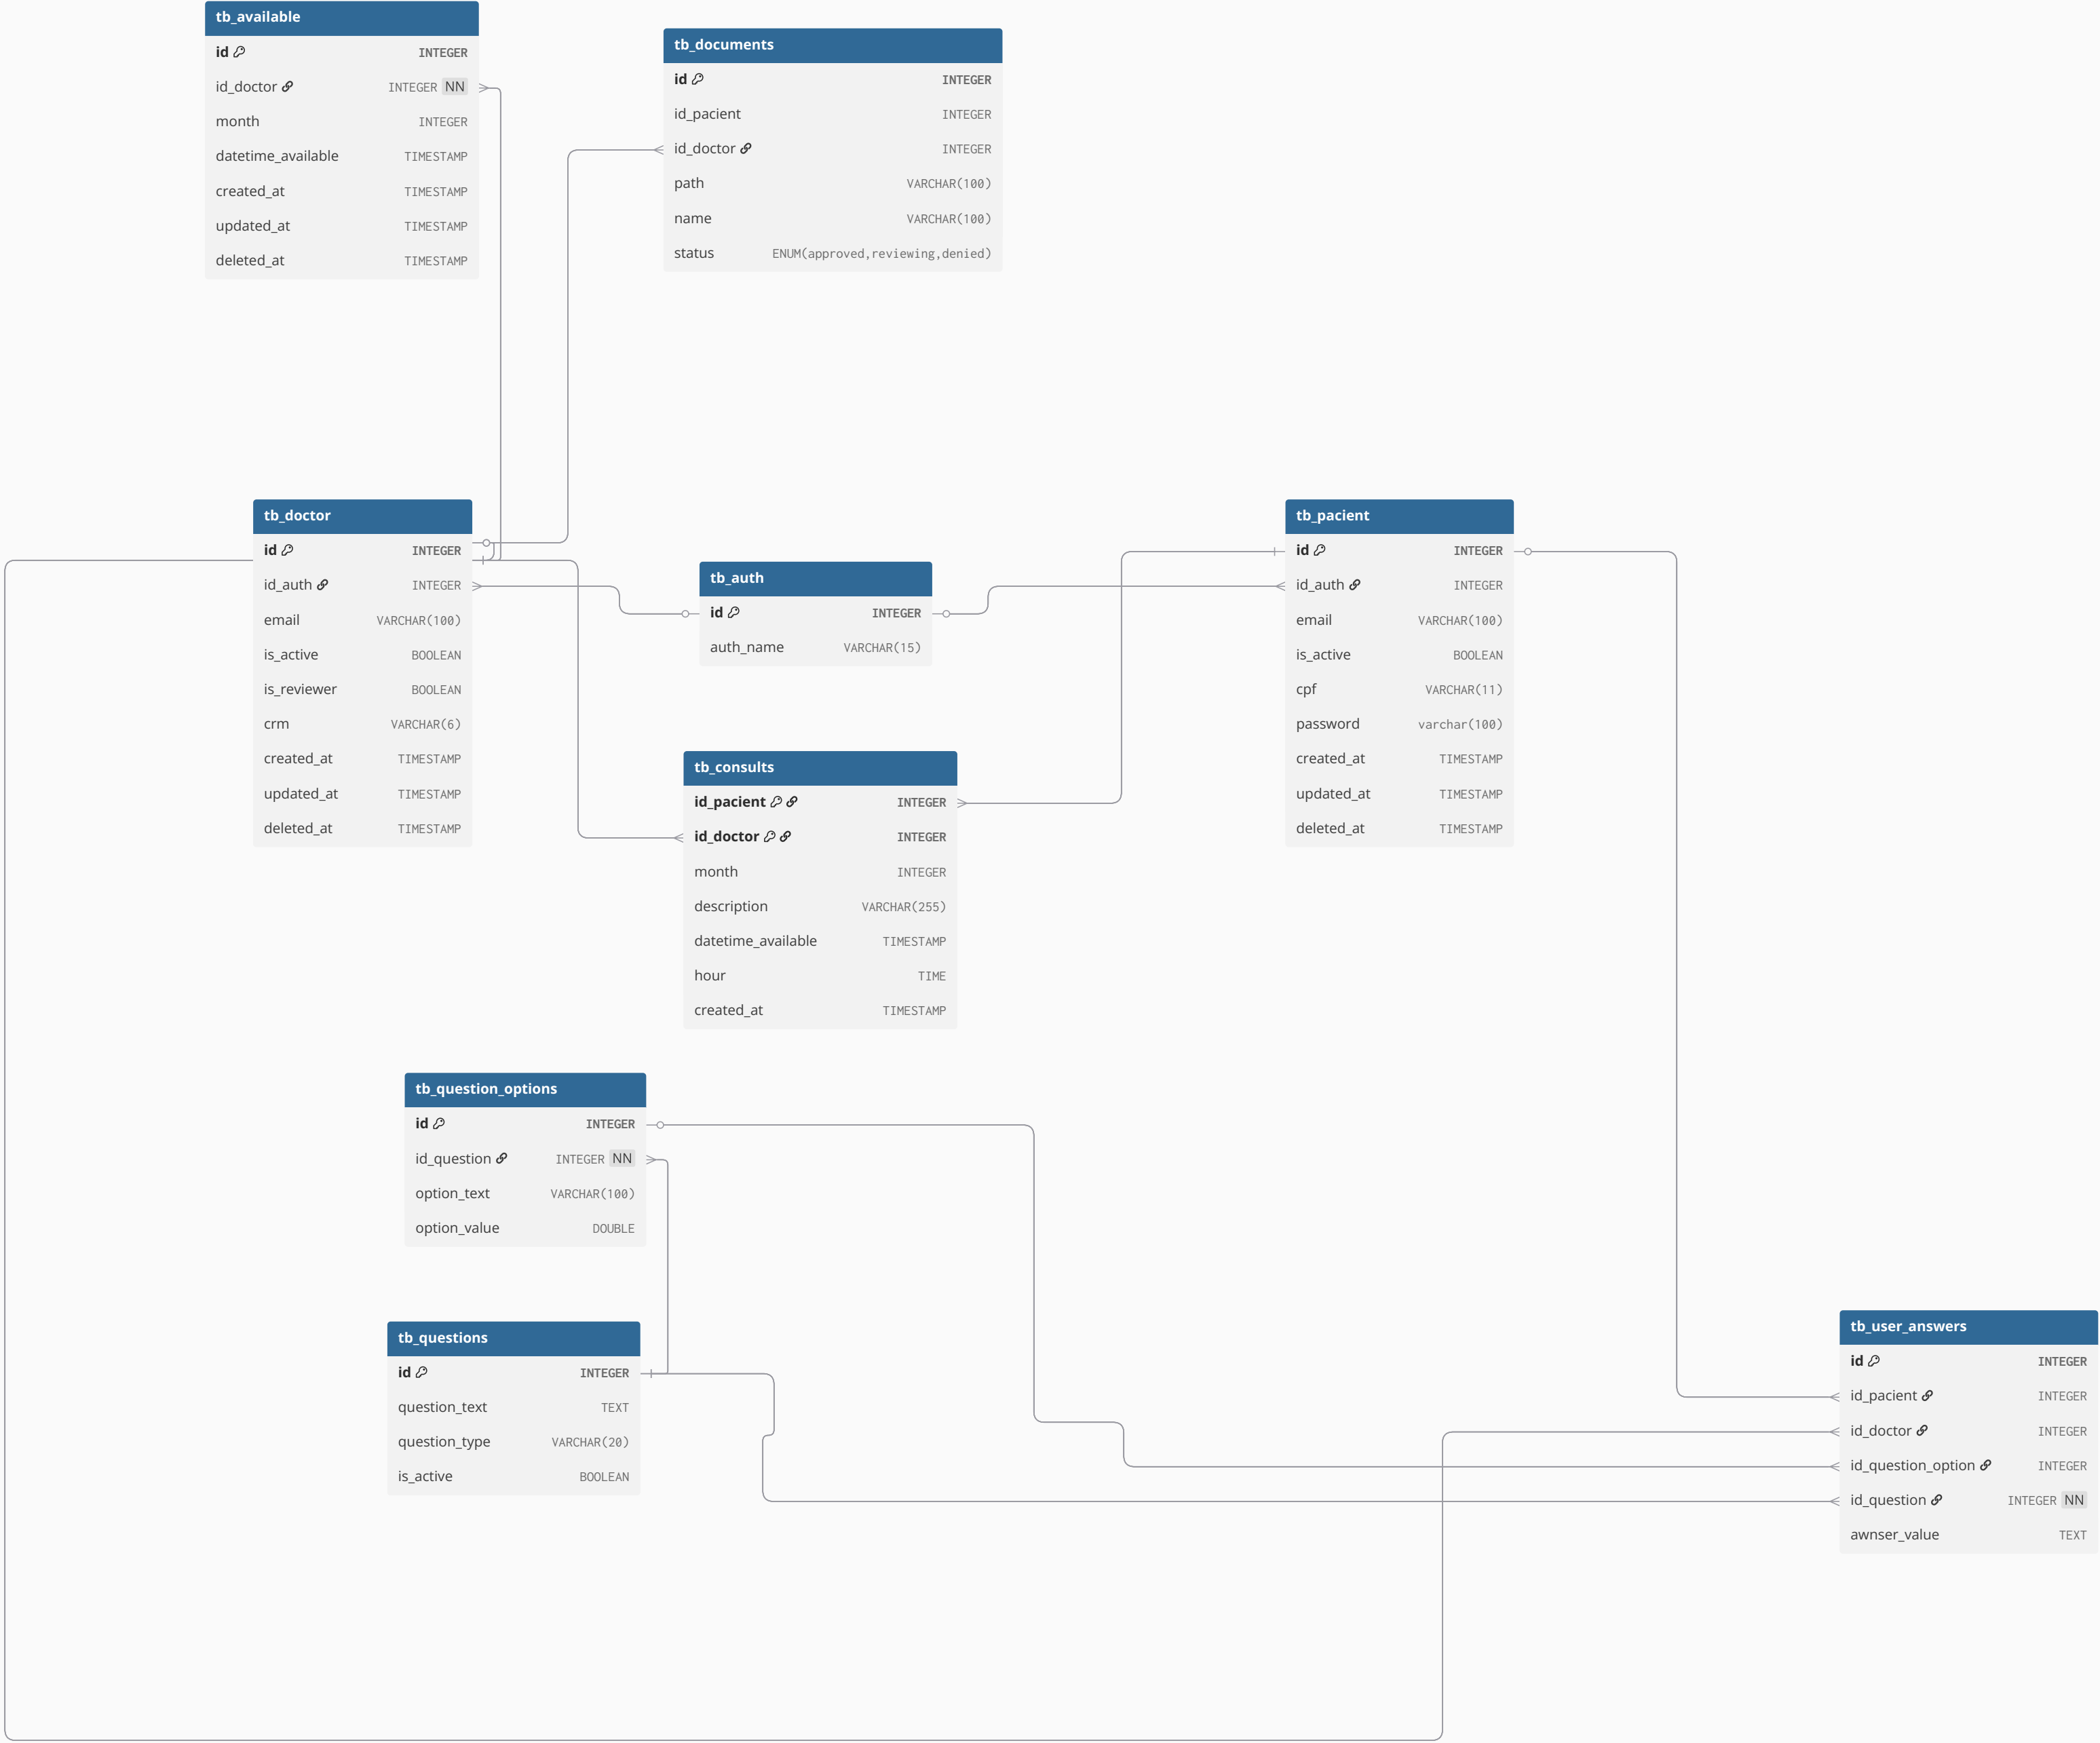 tb_available
id INTEGER
id_doctor INTEGER NN
month INTEGER
datetime_available TIMESTAMP
created_at TIMESTAMP
updated_at TIMESTAMP
deleted_at TIMESTAMP
tb_documents
id INTEGER
id_pacient INTEGER
id_doctor INTEGER
path VARCHAR(100)
name VARCHAR(100)
status ENUM(approved,reviewing,denied)
tb_doctor
id INTEGER
id_auth INTEGER
email VARCHAR(100)
is_active BOOLEAN
is_reviewer BOOLEAN
crm VARCHAR(6)
created_at TIMESTAMP
updated_at TIMESTAMP
deleted_at TIMESTAMP
tb_auth
id INTEGER
auth_name VARCHAR(15)
tb_pacient
id INTEGER
id_auth INTEGER
email VARCHAR(100)
is_active BOOLEAN
cpf VARCHAR(11)
password varchar(100)
created_at TIMESTAMP
updated_at TIMESTAMP
deleted_at TIMESTAMP
tb_consults
id_pacient INTEGER
id_doctor INTEGER
month INTEGER
description VARCHAR(255)
datetime_available TIMESTAMP
hour TIME
created_at TIMESTAMP
tb_question_options
id INTEGER
id_question INTEGER NN
option_text VARCHAR(100)
option_value DOUBLE
tb_questions
id INTEGER
question_text TEXT
question_type VARCHAR(20)
is_active BOOLEAN
tb_user_answers
id INTEGER
id_pacient INTEGER
id_doctor INTEGER
id_question_option INTEGER
id_question INTEGER NN
awnser_value TEXT